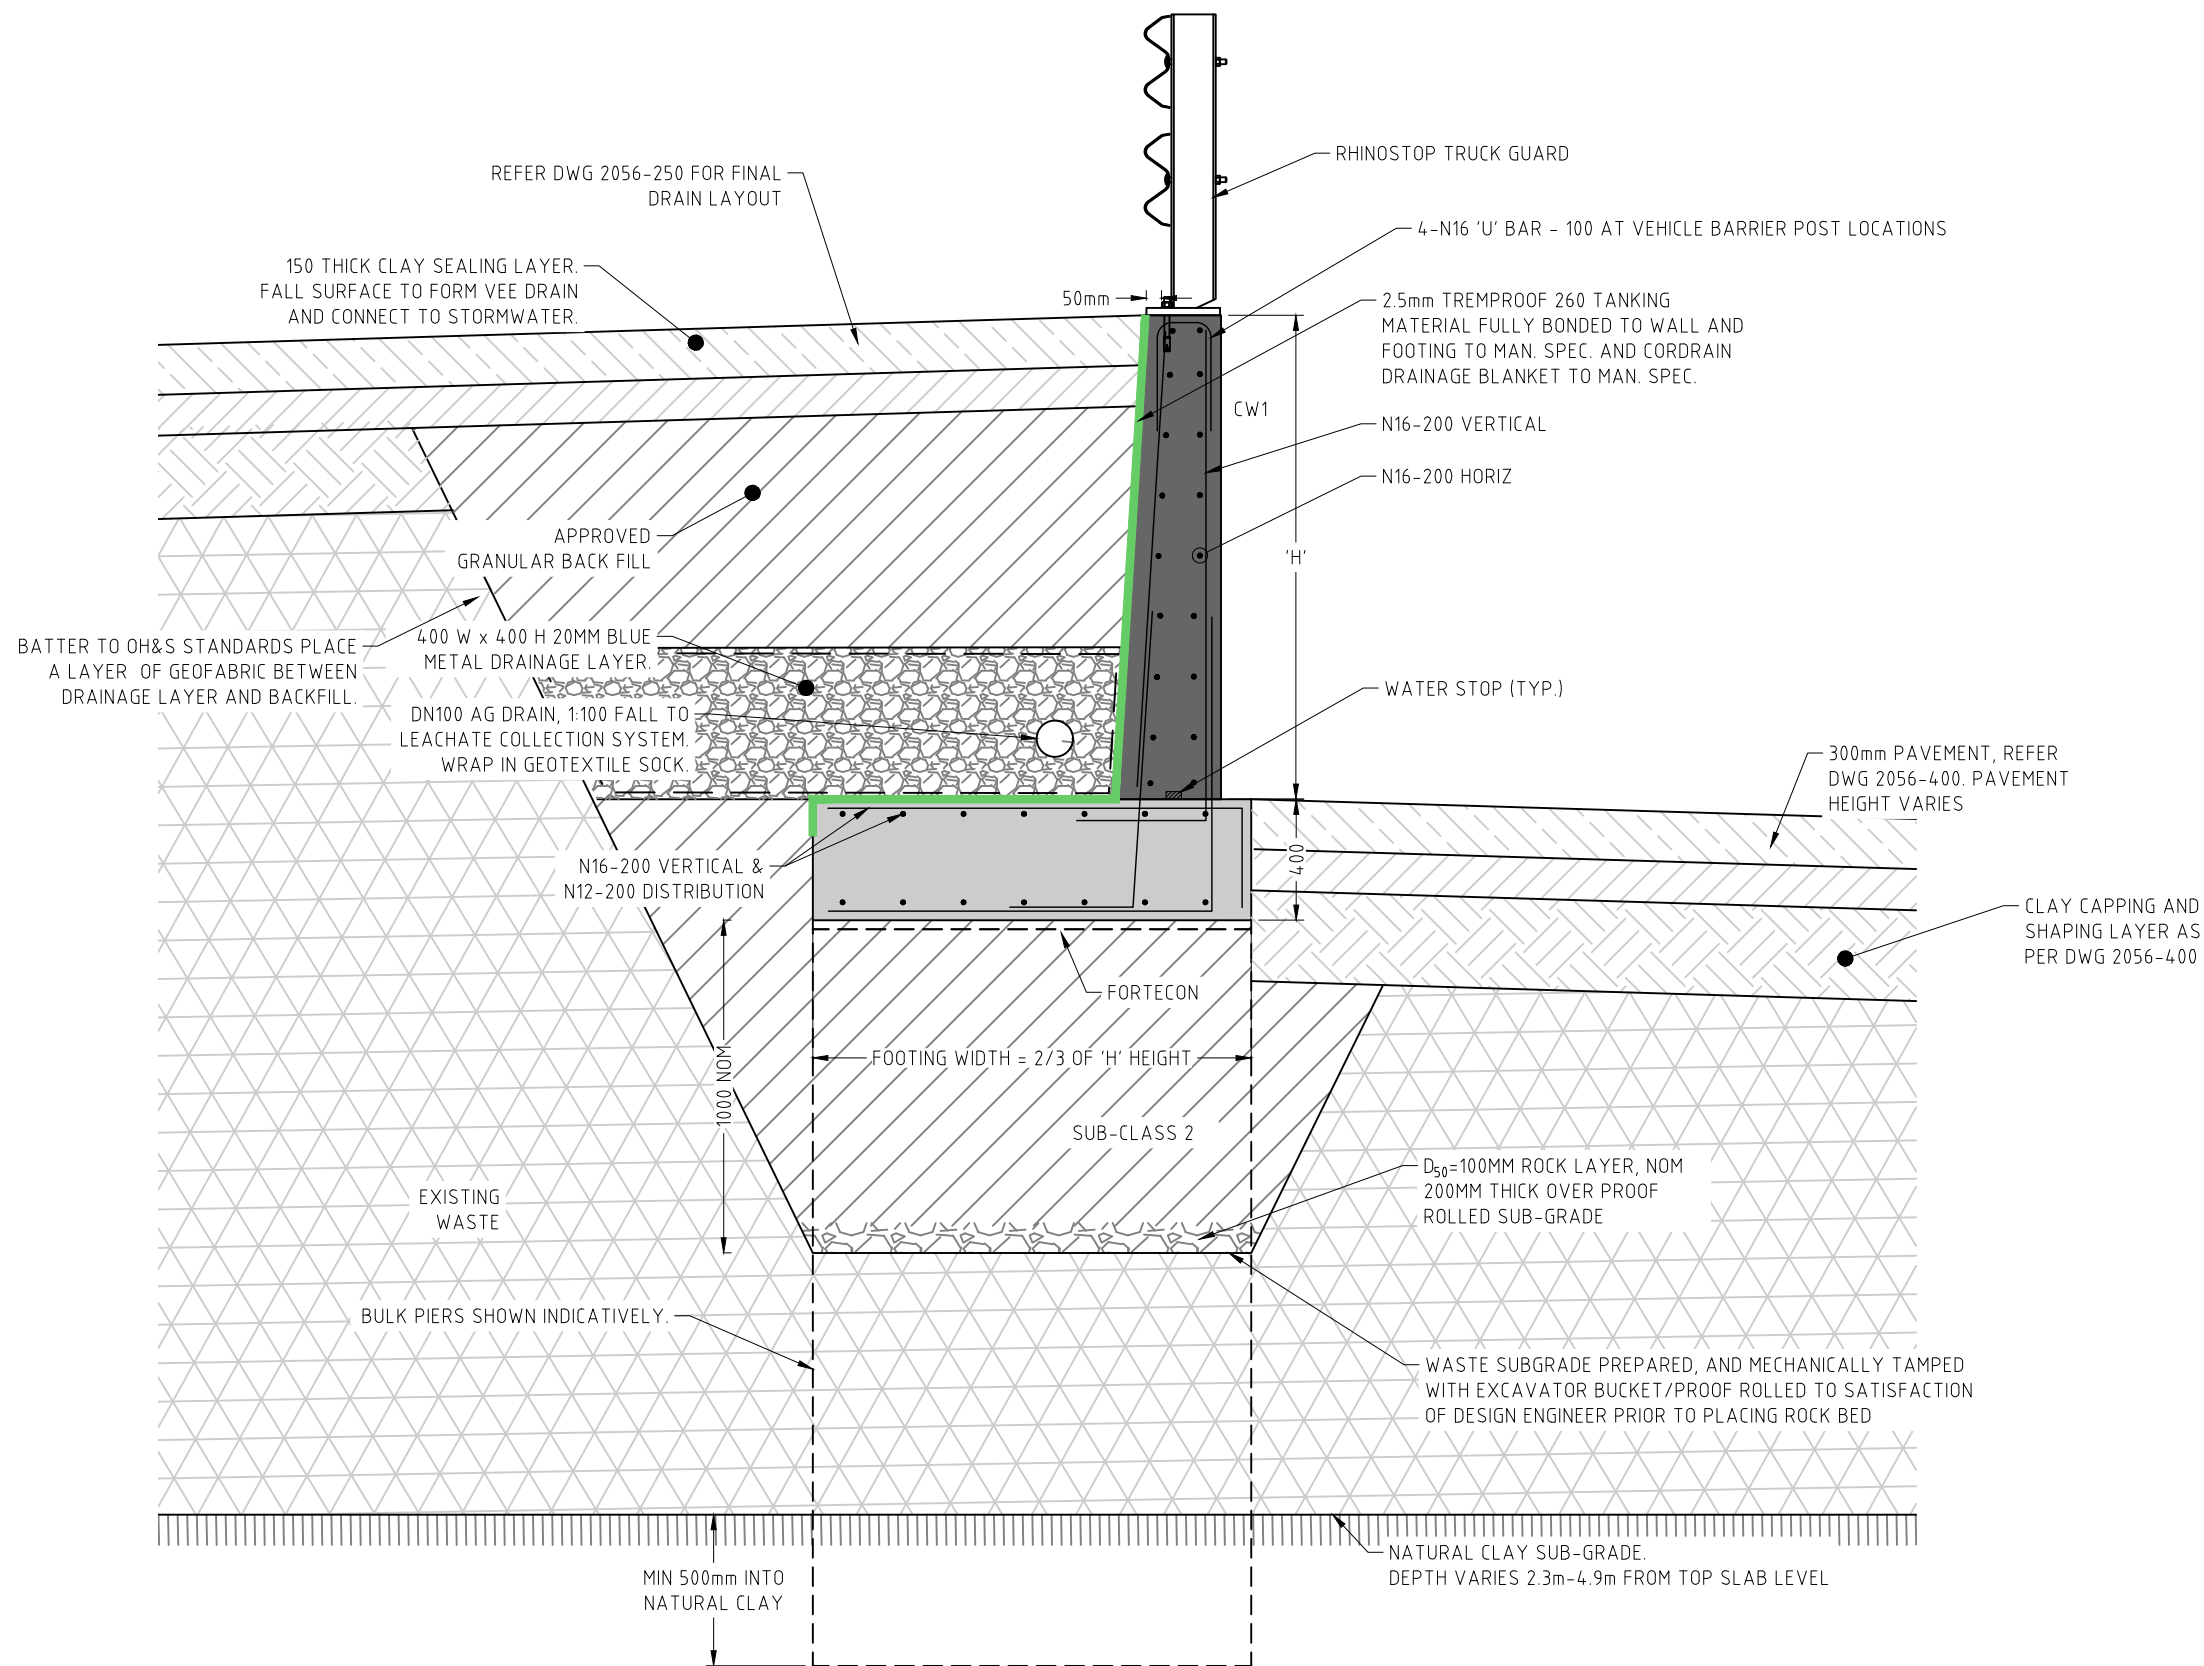 RHINOSTOP TRUCK GUARD
REFER DWG 2056-250 FOR FINAL
DRAIN LAYOUT
4-N16 'U' BAR - 100 AT VEHICLE BARRIER POST LOCATIONS
150 THICK CLAY SEALING LAYER.
FALL SURFACE TO FORM VEE DRAIN
AND CONNECT TO STORMWATER.
50mm
2.5mm TREMPROOF 260 TANKING
MATERIAL FULLY BONDED TO WALL AND
FOOTING TO MAN. SPEC. AND CORDRAIN
DRAINAGE BLANKET TO MAN. SPEC.
CW1
N16-200 VERTICAL
N16-200 HORIZ
APPROVED
GRANULAR BACK FILL
'H'
BATTER TO OH&S STANDARDS PLACE
A LAYER OF GEOFABRIC BETWEEN
DRAINAGE LAYER AND BACKFILL.
400 W x 400 H 20MM BLUE
METAL DRAINAGE LAYER.
DN100 AG DRAIN, 1:100 FALL TO
LEACHATE COLLECTION SYSTEM.
WRAP IN GEOTEXTILE SOCK.
WATER STOP (TYP.)
300mm PAVEMENT, REFER
DWG 2056-400. PAVEMENT
HEIGHT VARIES
N16-200 VERTICAL &
N12-200 DISTRIBUTION
400
CLAY CAPPING AND
SHAPING LAYER AS
PER DWG 2056-400
FORTECON
FOOTING WIDTH = 2/3 OF 'H' HEIGHT
1000 NOM
SUB-CLASS 2
D50=100MM ROCK LAYER, NOM
200MM THICK OVER PROOF
ROLLED SUB-GRADE
EXISTING
WASTE
BULK PIERS SHOWN INDICATIVELY.
WASTE SUBGRADE PREPARED, AND MECHANICALLY TAMPED
WITH EXCAVATOR BUCKET/PROOF ROLLED TO SATISFACTION
OF DESIGN ENGINEER PRIOR TO PLACING ROCK BED
NATURAL CLAY SUB-GRADE.
DEPTH VARIES 2.3m-4.9m FROM TOP SLAB LEVEL
MIN 500mm INTO
NATURAL CLAY